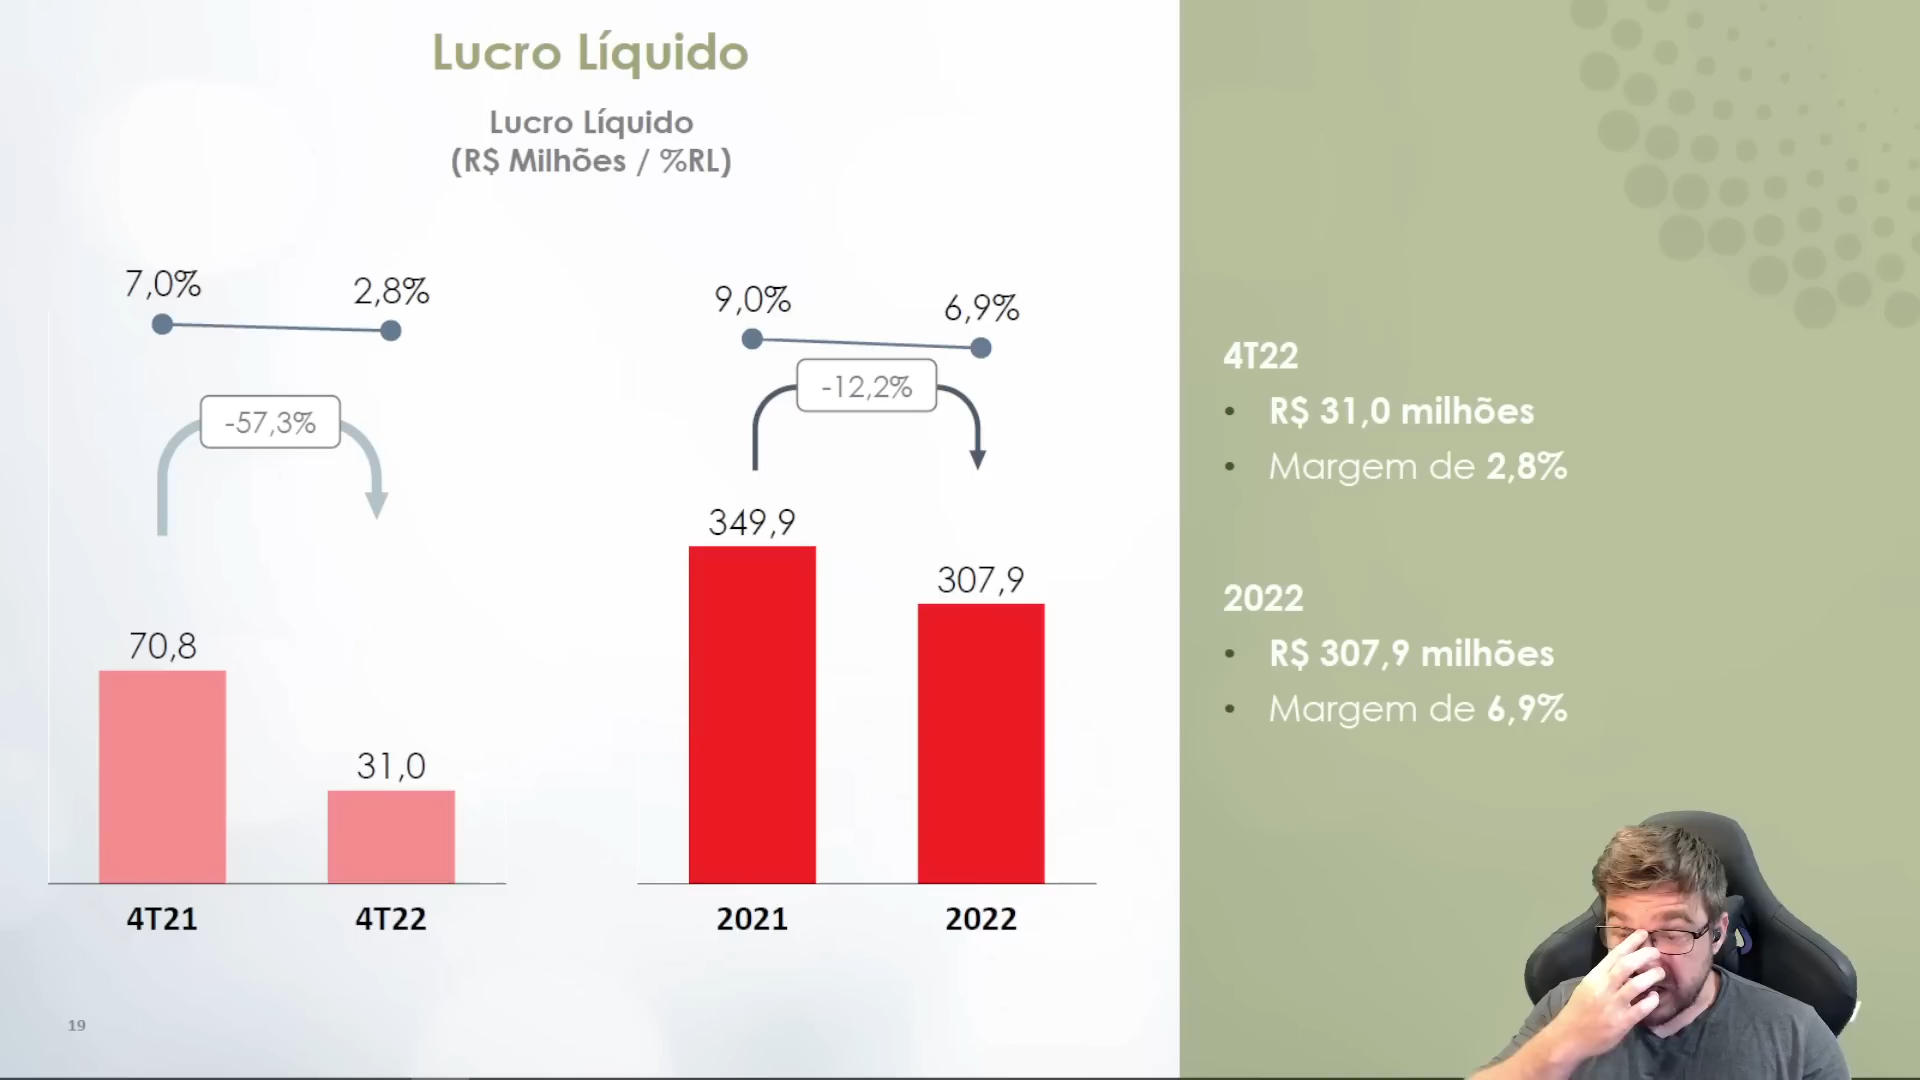 Lucro Líquido
Lucro Líquido
(R$ Milhões / %RL)
7,0%
2,8%
-57,3%
70,8
31,0
4T21
4T22
9,0%
6,9%
-12,2%
349,9
307,9
2021
2022
4T22
• R$ 31,0 milhões
• Margem de 2,8%
2022
• R$ 307,9 milhões
• Margem de 6,9%
19